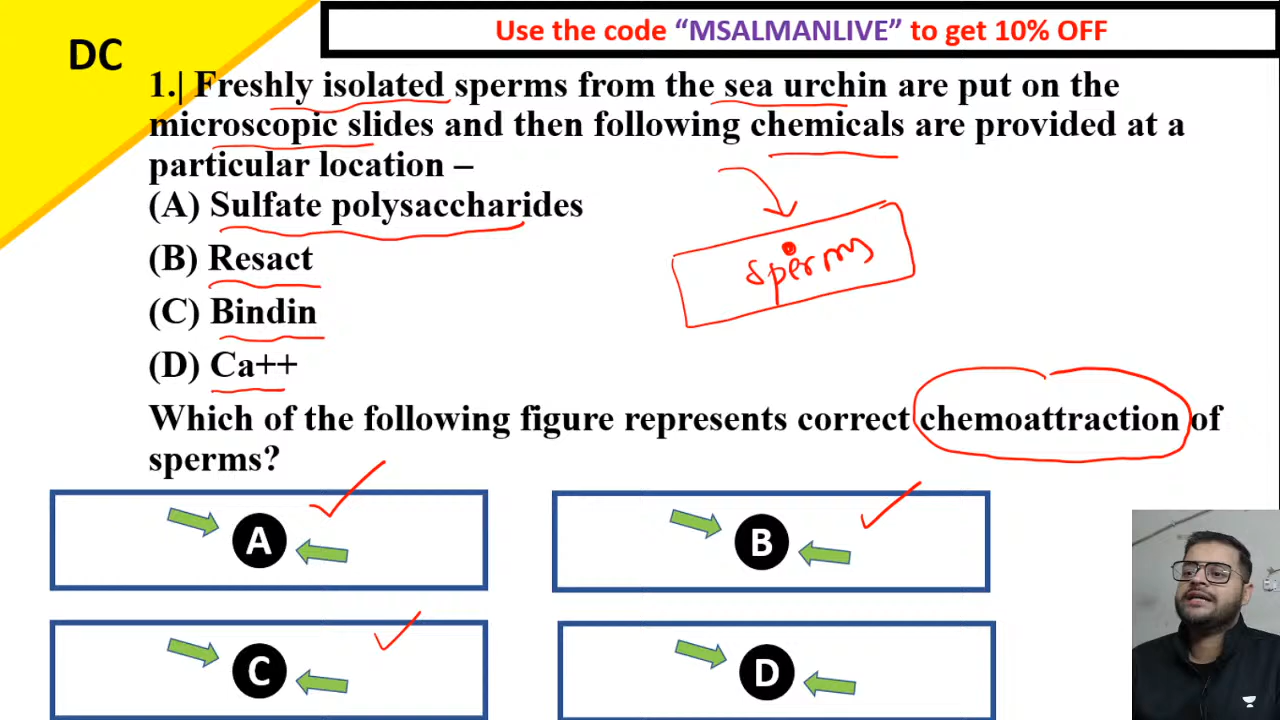 DC
Use the code “MSALMANLIVE” to get 10% OFF
1.| Freshly isolated sperms from the sea urchin are put on the
microscopic slides and then following chemicals are provided at a
particular location –
(A) Sulfate polysaccharides
(B) Resact
(C) Bindin
(D) Ca++
sperms
Which of the following figure represents correct chemoattraction of
sperms?
A
B
C
D